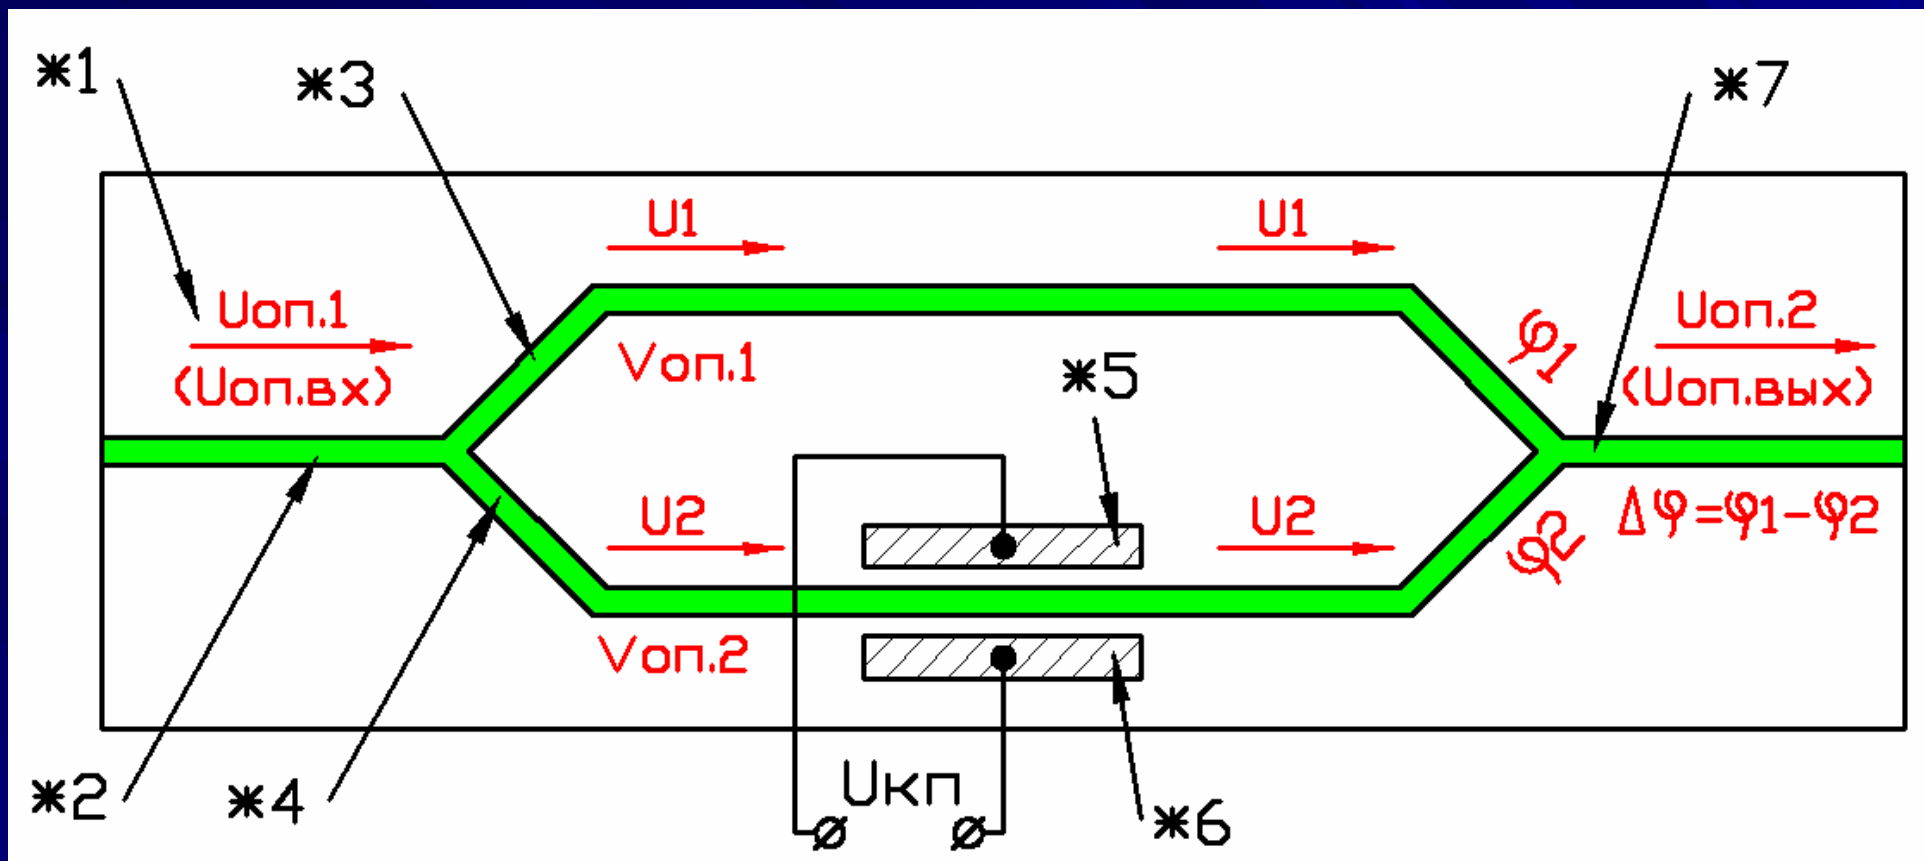 *1
*3
*7
U1
U1
Uоп.1
(Uоп.вх)
Vоп.1
*5
φ1
Uоп.2
(Uоп.вых)
U2
U2
φ2
Δφ=φ1-φ2
Vоп.2
*2
*4
Uкп
*6